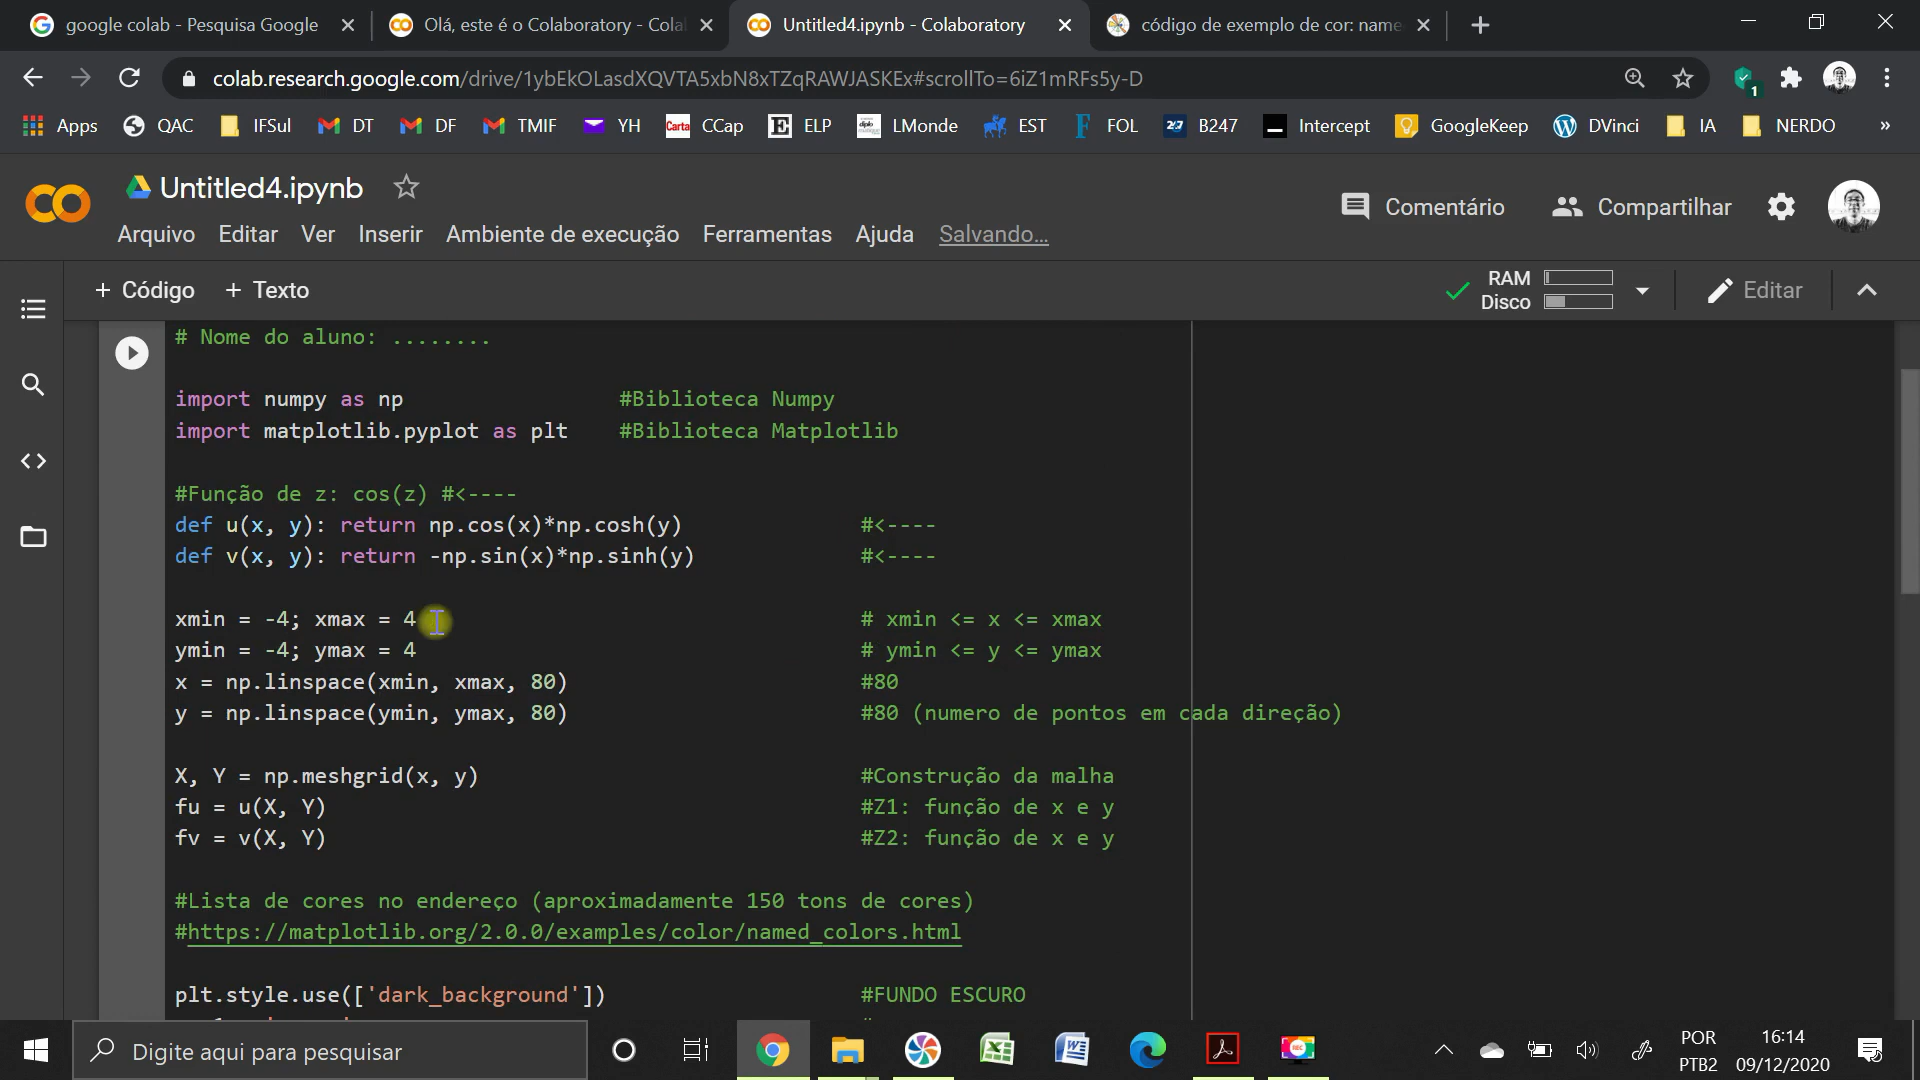 google colab - Pesquisa Google
Olá, este é o Colaboratory - Cola
Untitled4.ipynb - Colaboratory
código de exemplo de cor: name
colab.research.google.com/drive/1ybEkOLasdXQVTA5xbN8xTZqRAWJASKEx#scrollTo=6iZ1mRFs5y-D
1
Apps QAC IFSul DT DF TMIF YH Carta CCap E ELP LMonde EST F FOL 247 B247 Intercept GoogleKeep DVinci IA NERDO »
Untitled4.ipynb
Comentário Compartilhar
Arquivo Editar Ver Inserir Ambiente de execução Ferramentas Ajuda Salvando...
+ Código + Texto
RAM
Disco
Editar
# Nome do aluno: ........
import numpy as np #Biblioteca Numpy
import matplotlib.pyplot as plt #Biblioteca Matplotlib
#Função de z: cos(z) #<----
def u(x, y): return np.cos(x)*np.cosh(y) #<----
def v(x, y): return -np.sin(x)*np.sinh(y) #<----
xmin = -4; xmax = 4 # xmin <= x <= xmax
ymin = -4; ymax = 4 # ymin <= y <= ymax
x = np.linspace(xmin, xmax, 80) #80
y = np.linspace(ymin, ymax, 80) #80 (numero de pontos em cada direção)
X, Y = np.meshgrid(x, y) #Construção da malha
fu = u(X, Y) #Z1: função de x e y
fv = v(X, Y) #Z2: função de x e y
#Lista de cores no endereço (aproximadamente 150 tons de cores)
#https://matplotlib.org/2.0.0/examples/color/named_colors.html
plt.style.use(['dark_background']) #FUNDO ESCURO
Digite aqui para pesquisar
REC
POR
PTB2
16:14
09/12/2020